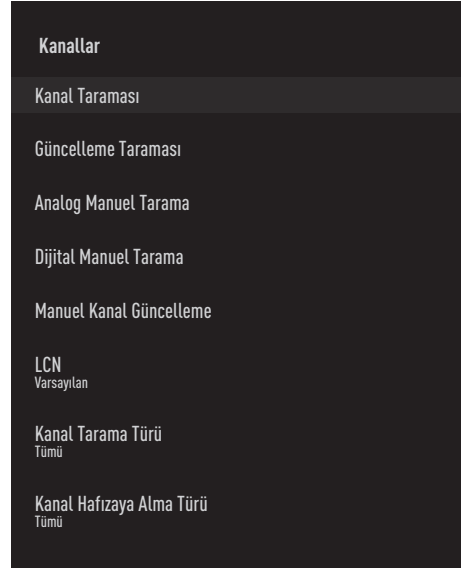 Kanallar
Kanal Taraması
Güncelleme Taraması
Analog Manuel Tarama
Dijital Manuel Tarama
Manuel Kanal Güncelleme
LCN
Varsayılan
Kanal Tarama Türü
Tümü
Kanal Hafızaya Alma Türü
Tümü